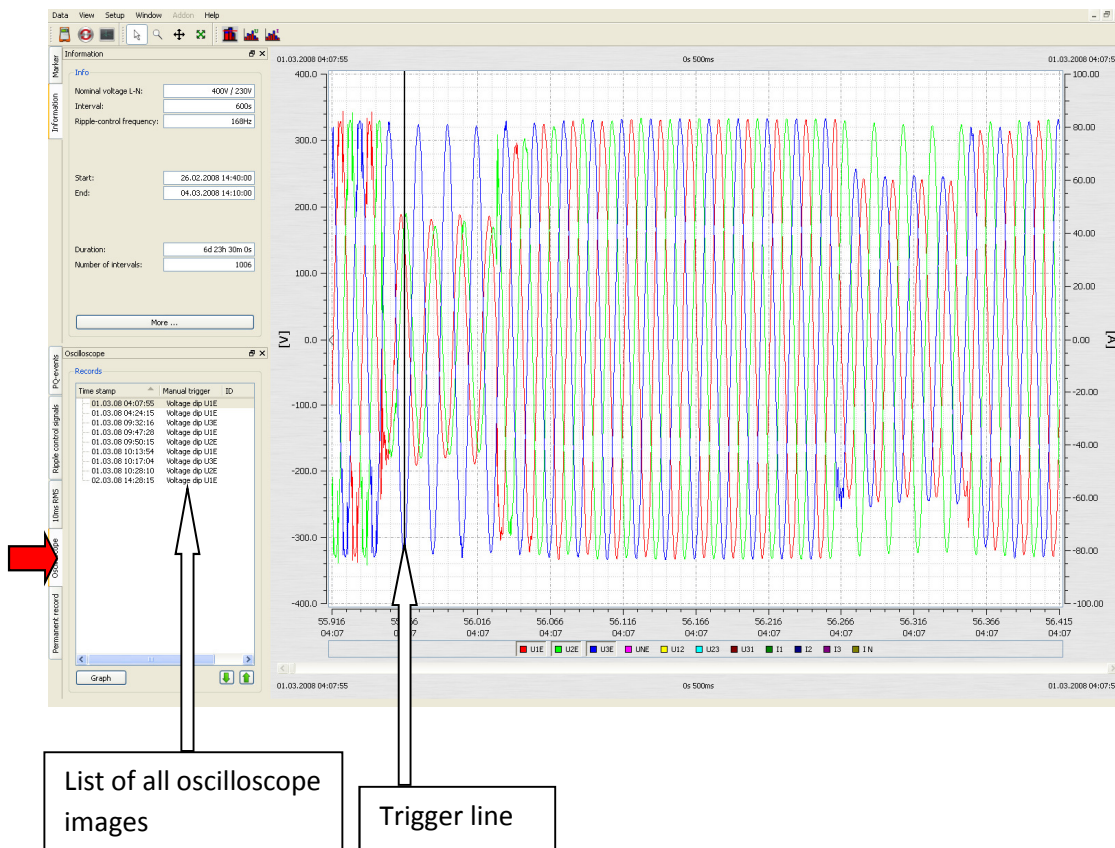 Data View Setup Window Addon Help
Marker
Information
Information
Info
Nominal voltage L-N: 400V / 230V
Interval: 600s
Ripple-control frequency: 168Hz
Start: 26.02.2008 14:40:00
End: 04.03.2008 14:10:00
Duration: 6d 23h 30m 0s
Number of intervals: 1006
More ...
PQ-events
Ripple control signals
10ms RMS
Permanent record
Oscilloscope
Records
Time stamp Manual trigger ID
01.03.08 04:07:55 Voltage dip U1E
01.03.08 04:24:15 Voltage dip U1E
01.03.08 09:32:16 Voltage dip U3E
01.03.08 09:47:28 Voltage dip U1E
01.03.08 09:50:15 Voltage dip U2E
01.03.08 10:13:54 Voltage dip U1E
01.03.08 10:17:04 Voltage dip U3E
01.03.08 10:28:10 Voltage dip U2E
02.03.08 14:28:15 Voltage dip U1E
Graph
01.03.2008 04:07:55 0s 500ms 01.03.2008 04:07:5
400.0
300.0
200.0
100.0
0.0
-100.0
-200.0
-300.0
-400.0
[V]
100.00
80.00
60.00
40.00
20.00
0.00
-20.00
-40.00
-60.00
-80.00
-100.00
[A]
55.916 56.016 56.066 56.116 56.166 56.216 56.266 56.316 56.366 56.415
04:07 04:07 04:07 04:07 04:07 04:07 04:07 04:07 04:07 04:07
U1E U2E U3E UNE U12 U23 U31 I1 I2 I3 I N
01.03.2008 04:07:55 0s 500ms 01.03.2008 04:07:5
List of all oscilloscope
images
Trigger line